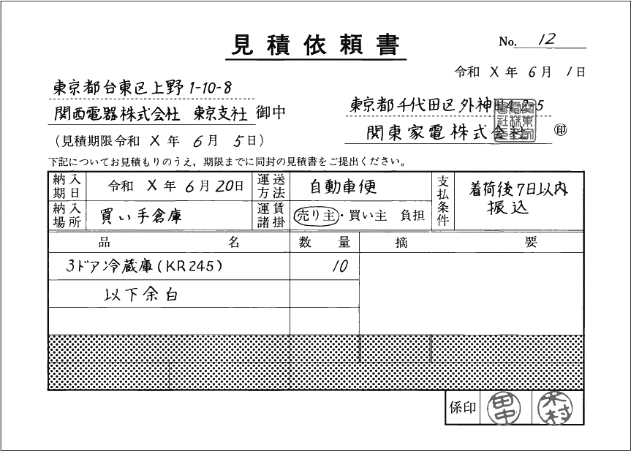 見積依頼書
No. 12
令和 X 年 6 月 1 日
東京都台東区上野1-10-8
関西電器株式会社 東京支社 御中
東京都千代田区外神田4-2-5
関東家電株式会社 ㊞
(見積期限令和 X 年 6 月 5 日)
下記についてお見積もりのうえ，期限までに同封の見積書をご提出ください。
納入期日 令和 X 年 6 月 20 日 運送方法 自動車便 支払条件 着荷後7日以内振込
納入場所 買い手倉庫 運賃諸掛 売り主・買い主 負担
品 名 数 量 摘 要
3ドア冷蔵庫(KR245) 10
以下余白
係印 田中 木村